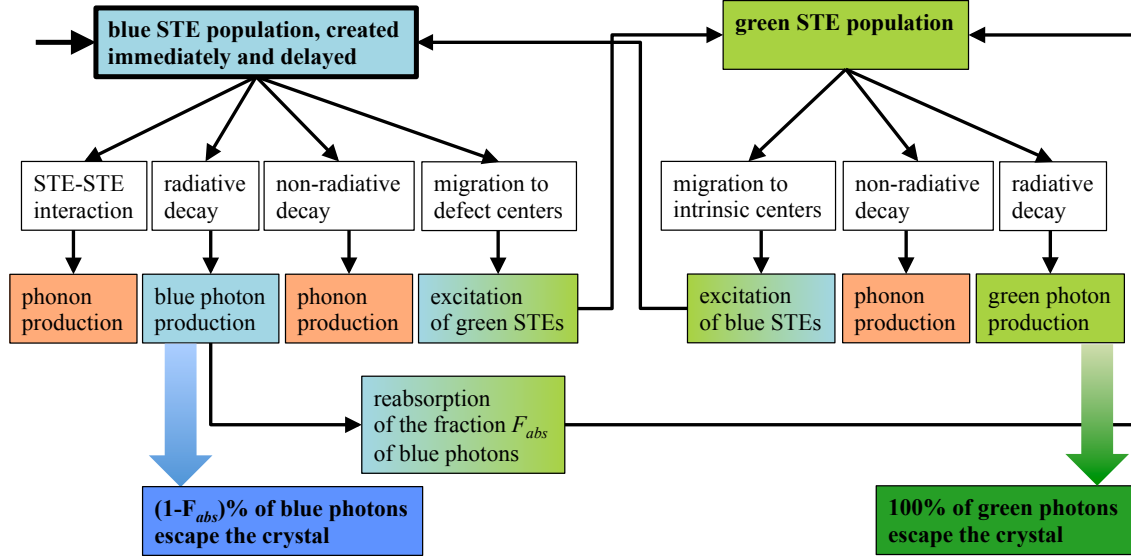 blue STE population, created
immediately and delayed
green STE population
STE-STE
interaction
radiative
decay
non-radiative
decay
migration to
defect centers
migration to
intrinsic centers
non-radiative
decay
radiative
decay
phonon
production
blue photon
production
phonon
production
excitation
of green STEs
excitation
of blue STEs
phonon
production
green photon
production
reabsorption
of the fraction F_abs
of blue photons
(1-F_abs)% of blue photons
escape the crystal
100% of green photons
escape the crystal